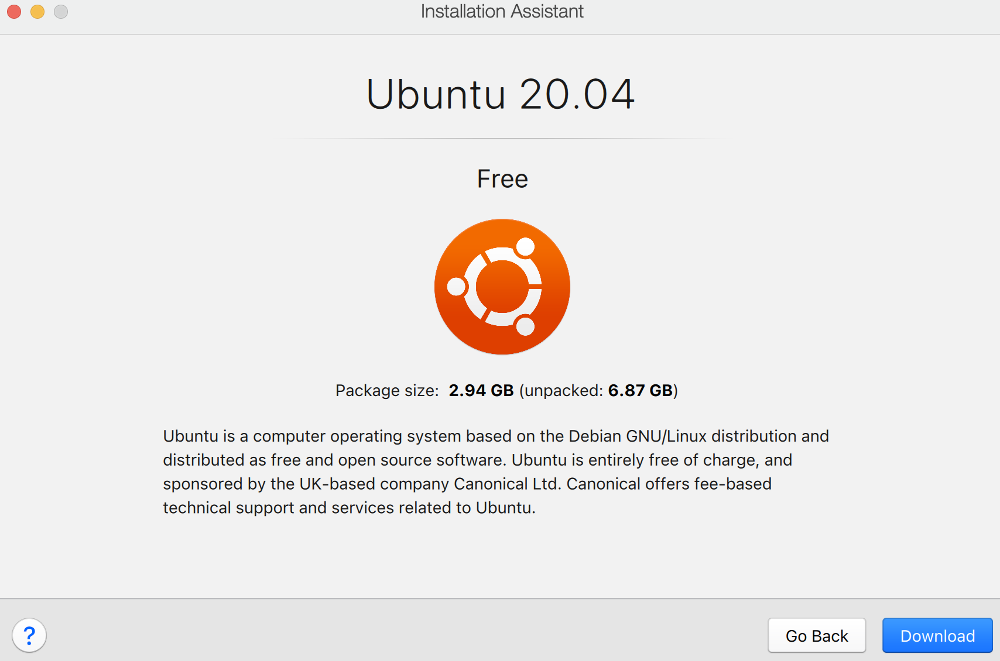 Installation Assistant
Ubuntu 20.04
Free
Package size: 2.94 GB (unpacked: 6.87 GB)
Ubuntu is a computer operating system based on the Debian GNU/Linux distribution and
distributed as free and open source software. Ubuntu is entirely free of charge, and
sponsored by the UK-based company Canonical Ltd. Canonical offers fee-based
technical support and services related to Ubuntu.
?
Go Back
Download